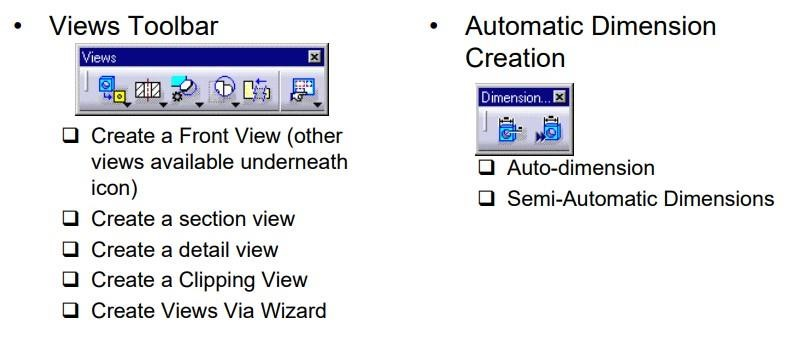 • Views Toolbar
Views
❑ Create a Front View (other
views available underneath
icon)
❑ Create a section view
❑ Create a detail view
❑ Create a Clipping View
❑ Create Views Via Wizard
• Automatic Dimension
Creation
Dimension...
❑ Auto-dimension
❑ Semi-Automatic Dimensions